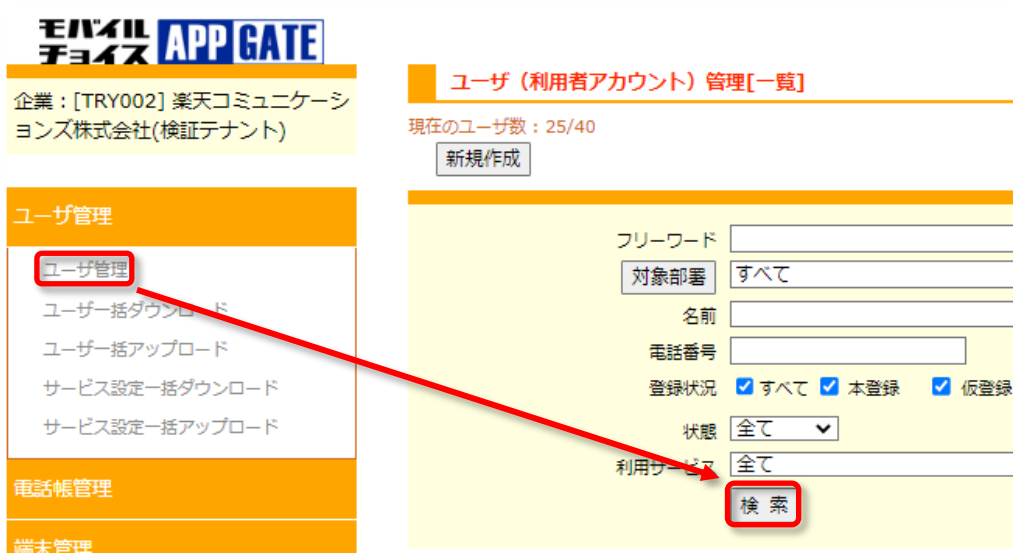 モバイル
チョイス APP GATE
企業：[TRY002] 楽天コミュニケーシ
ョンズ株式会社(検証テナント)
ユーザ管理
ユーザ管理
ユーザ一括ダウンロード
ユーザ一括アップロード
サービス設定一括ダウンロード
サービス設定一括アップロード
電話帳管理
端末管理
ユーザ（利用者アカウント）管理[一覧]
現在のユーザ数：25/40
新規作成
フリーワード
対象部署 すべて
名前
電話番号
登録状況 すべて 本登録 仮登録
状態 全て
利用サービス 全て
検 索